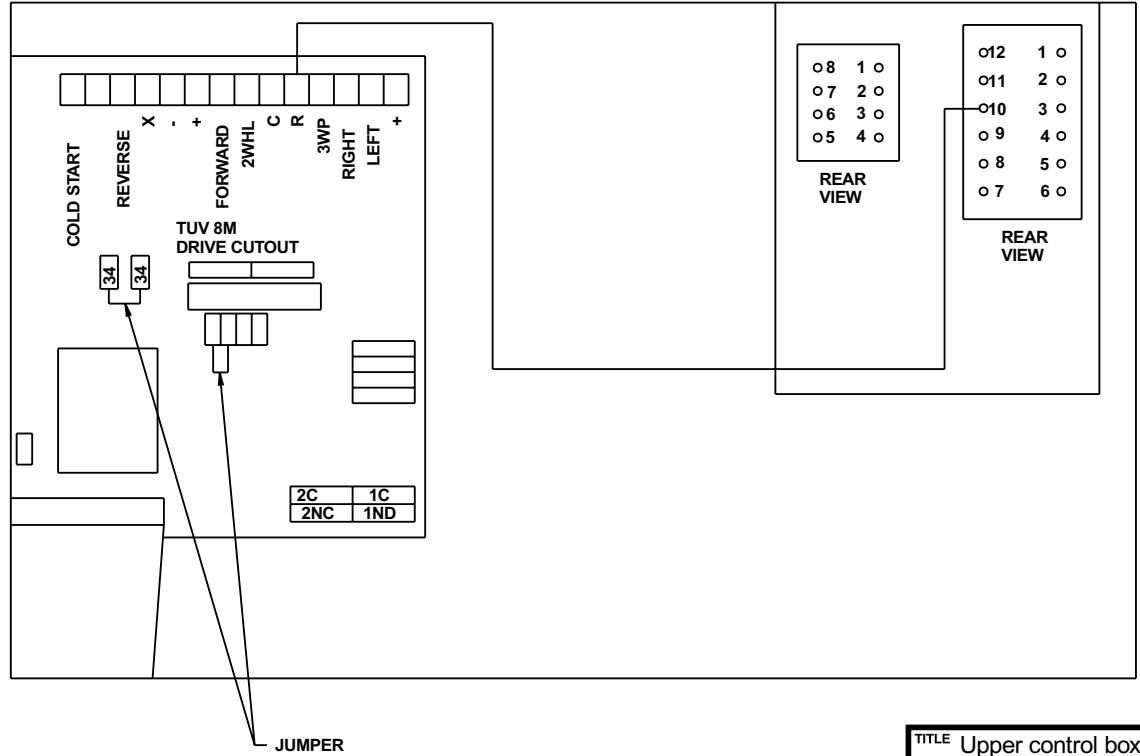 COLD START
REVERSE
X
-
+
FORWARD
2WHL
C
R
3WP
RIGHT
LEFT
+
TUV 8M
DRIVE CUTOUT
34
34
2C 1C
2NC 1ND
JUMPER
8 1
7 2
6 3
5 4
REAR
VIEW
12 1
11 2
10 3
9 4
8 5
7 6
REAR
VIEW
TITLE Upper control box